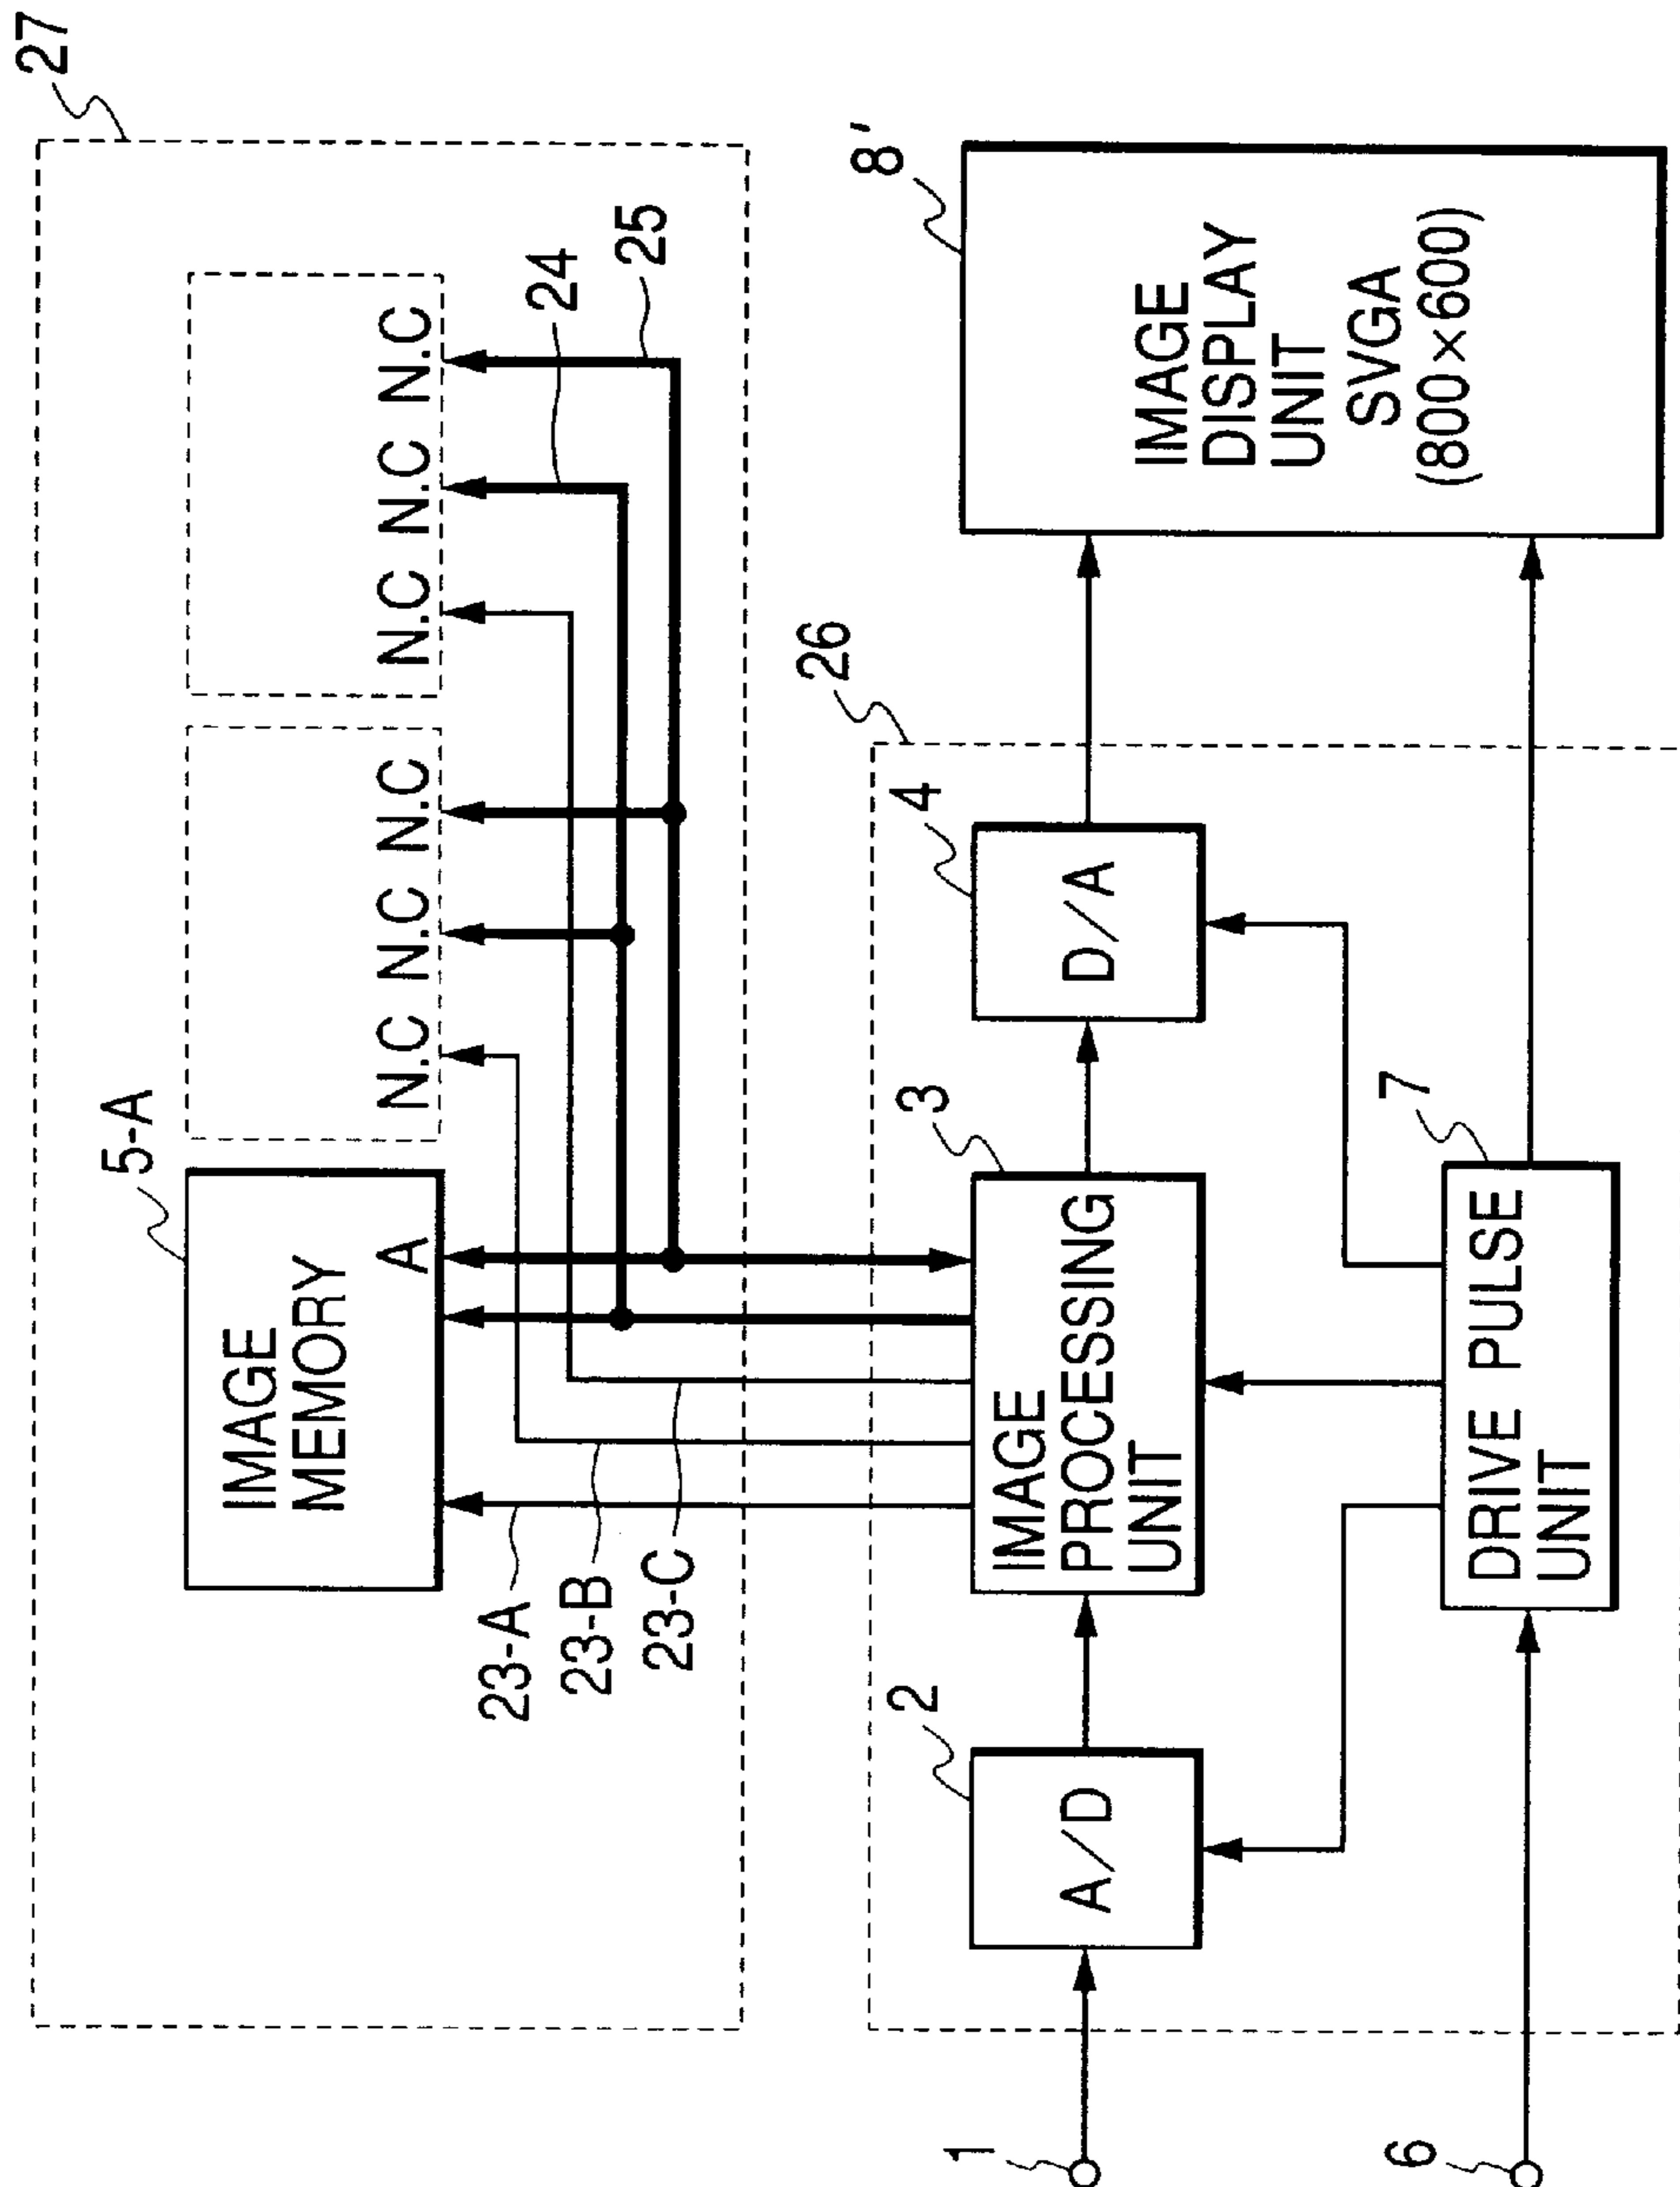 27
5-A
IMAGE
MEMORY
A
N.C N.C N.C
N.C N.C N.C
24
25
23-A
23-B
23-C
26
8'
2
3
4
1
A/D
IMAGE
PROCESSING
UNIT
D/A
IMAGE
DISPLAY
UNIT
SVGA
(800×600)
7
6
DRIVE PULSE
UNIT